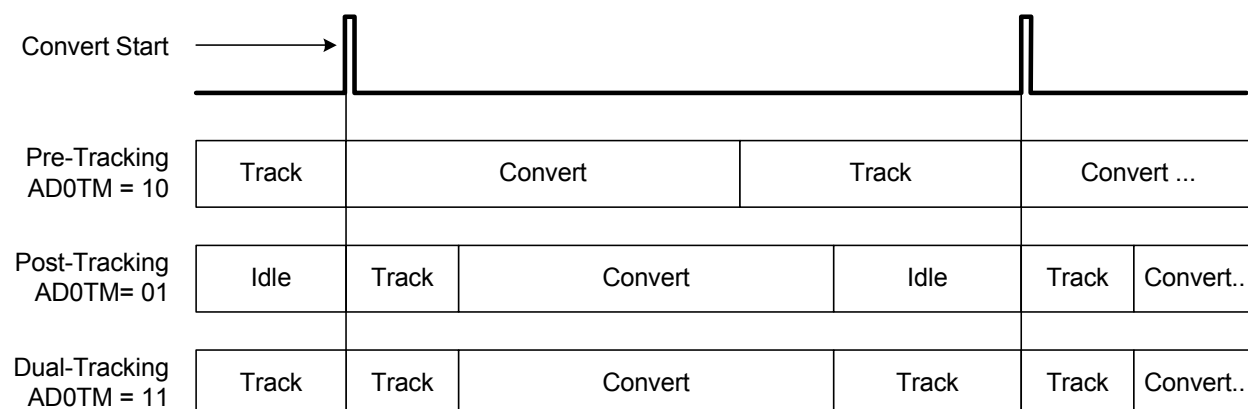 Convert Start
Pre-Tracking
AD0TM = 10
Track
Convert
Track
Convert ...
Post-Tracking
AD0TM= 01
Idle
Track
Convert
Idle
Track
Convert..
Dual-Tracking
AD0TM = 11
Track
Track
Convert
Track
Track
Convert..